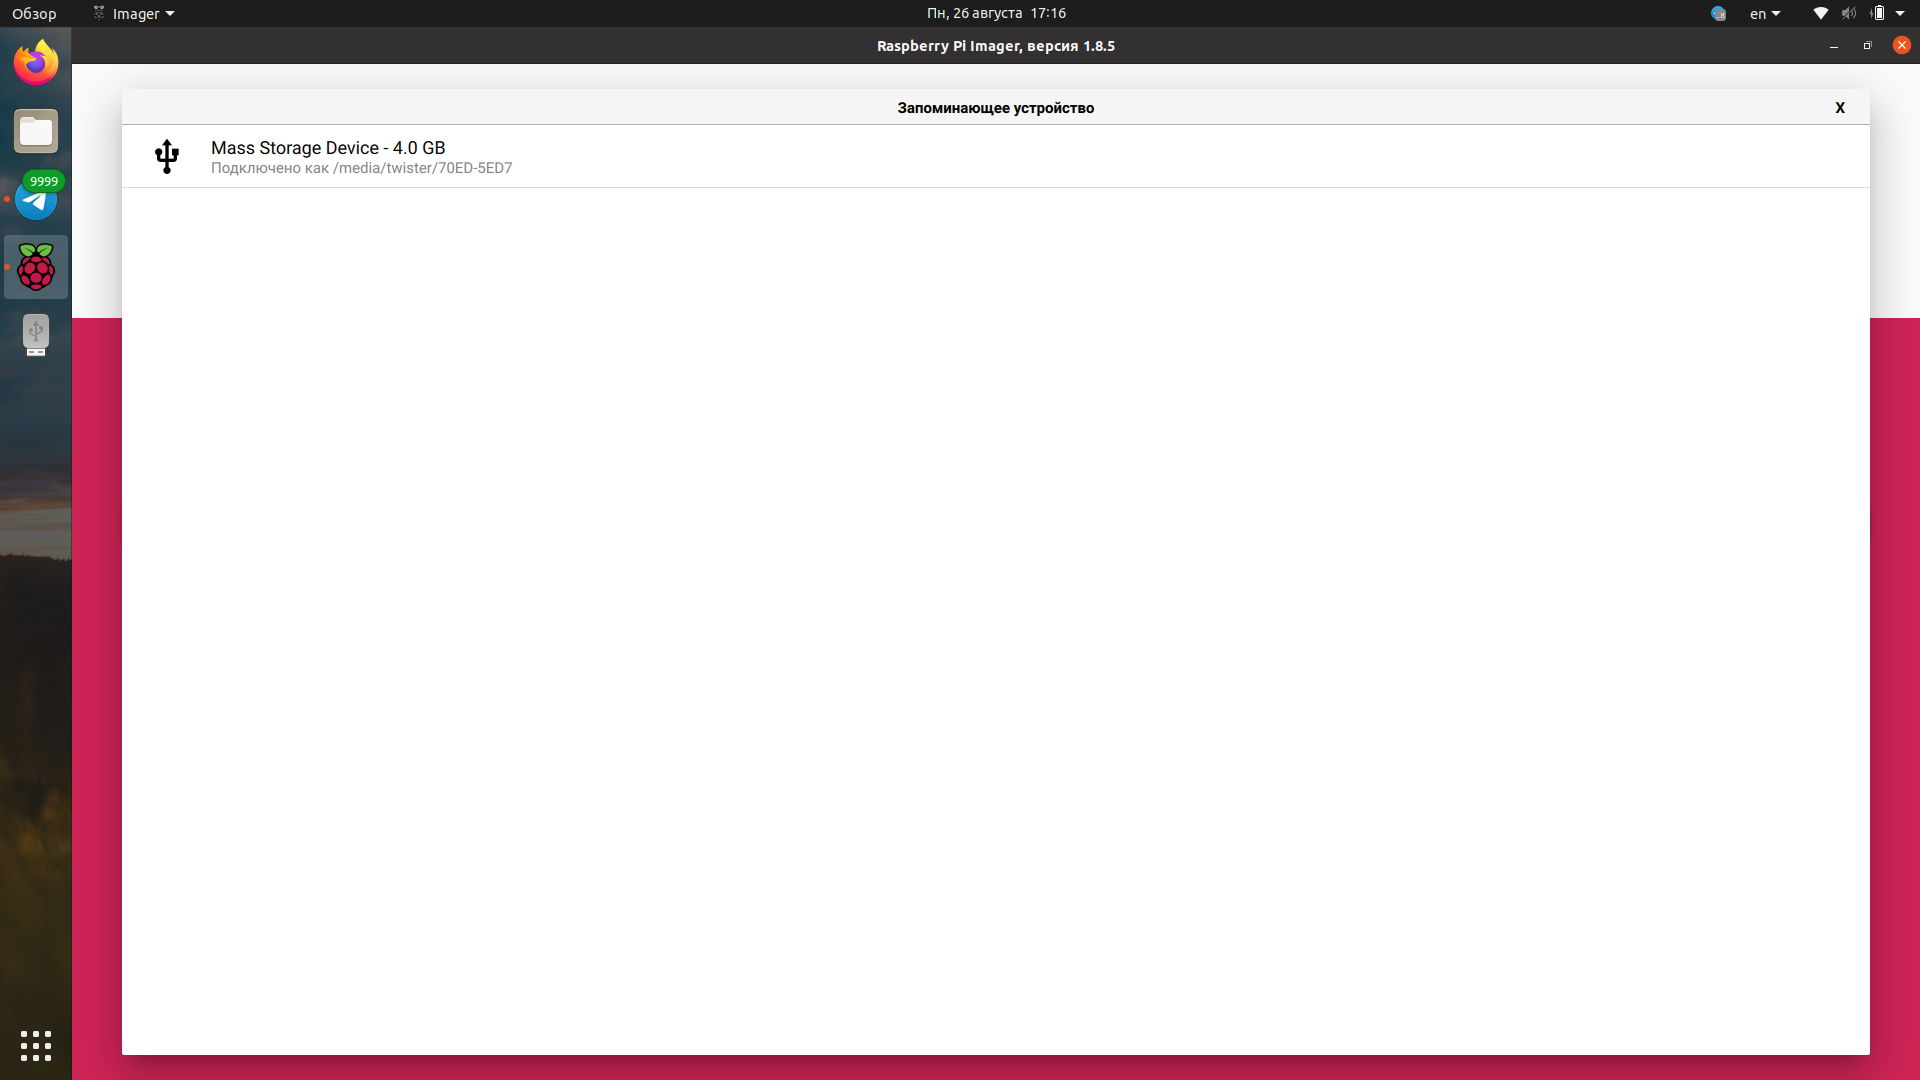 Обзор
Imager
Пн, 26 августа 17:16
en
Raspberry Pi Imager, версия 1.8.5
Запоминающее устройство
X
Mass Storage Device - 4.0 GB
Подключено как /media/twister/70ED-5ED7
9999